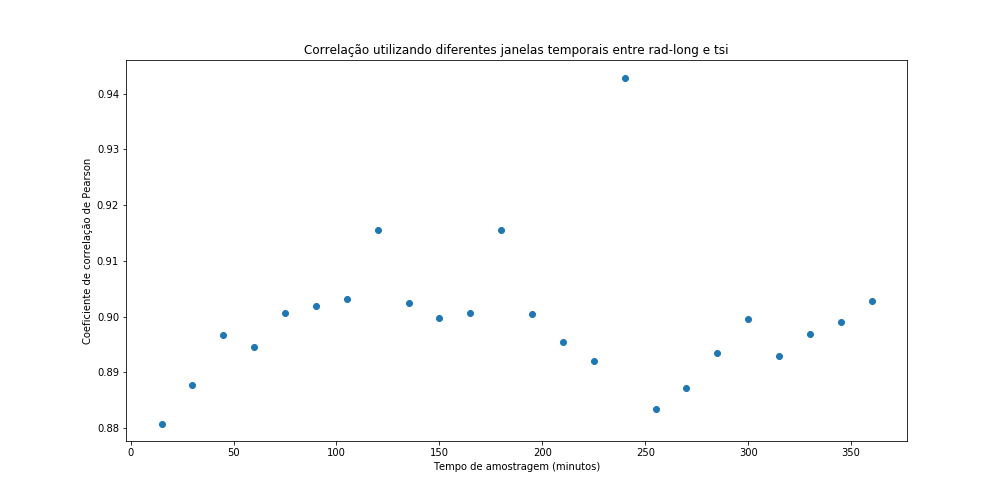 Correlação utilizando diferentes janelas temporais entre rad-long e tsi
Coeficiente de correlação de Pearson
0.94
0.93
0.92
0.91
0.90
0.89
0.88
0 50 100 150 200 250 300 350
Tempo de amostragem (minutos)